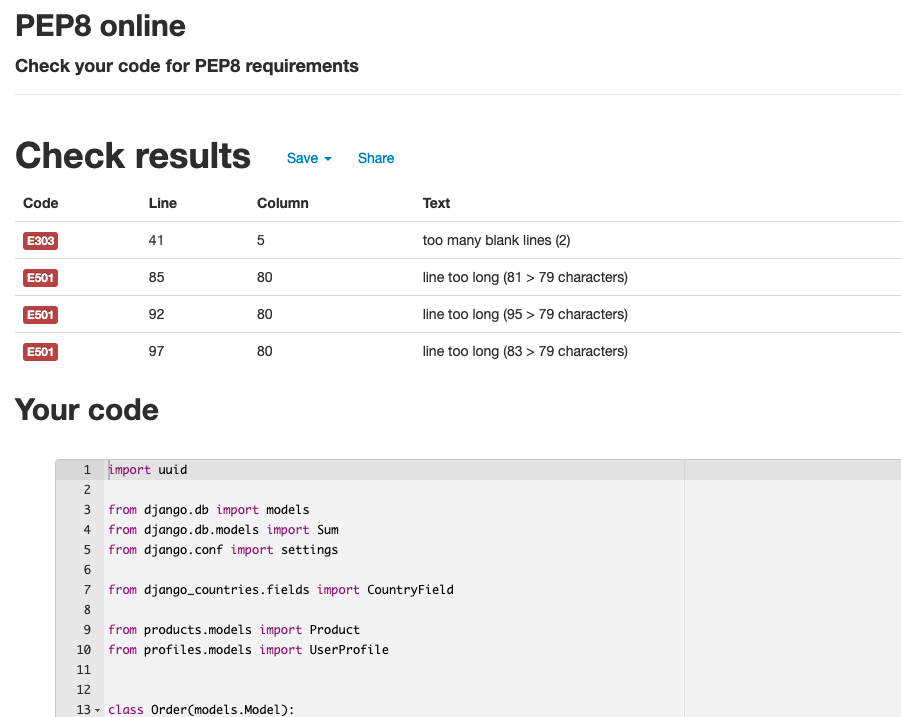 PEP8 online
Check your code for PEP8 requirements
Check results Save Share
Code Line Column Text
E303 41 5 too many blank lines (2)
E501 85 80 line too long (81 > 79 characters)
E501 92 80 line too long (95 > 79 characters)
E501 97 80 line too long (83 > 79 characters)
Your code
1 import uuid
2
3 from django.db import models
4 from django.db.models import Sum
5 from django.conf import settings
6
7 from django_countries.fields import CountryField
8
9 from products.models import Product
10 from profiles.models import UserProfile
11
12
13 class Order(models.Model):